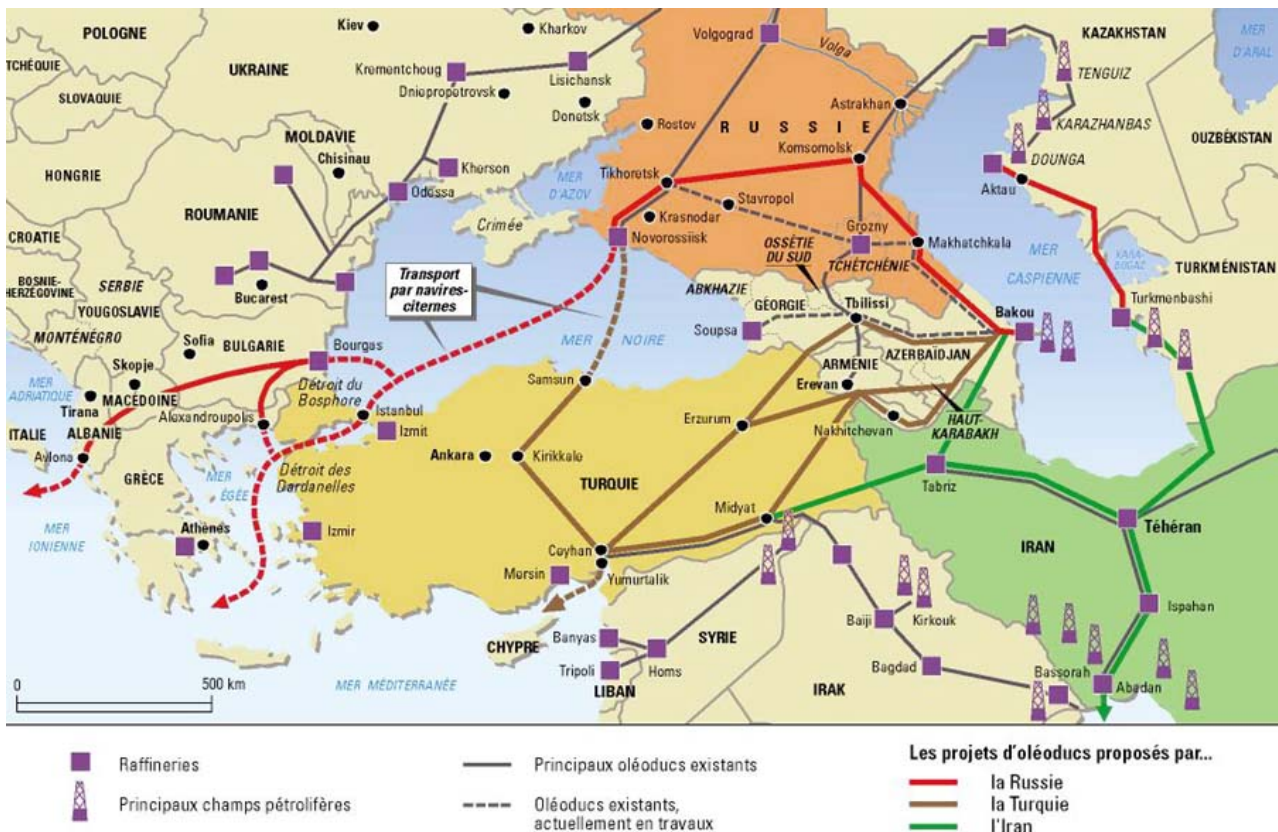 POLOGNE
Kiev
Kharkov
Volgograd
Volga
KAZAKHSTAN
MER
D'ARAL
TCHÉQUIE
UKRAINE
Krementchoug
Lisichansk
TENGUIZ
SLOVAQUIE
Dniepropetrovsk
Donetsk
Astrakhan
KARAZHANBAS
MOLDAVIE
Chisinau
Rostov
RUSSIE
OUZBÉKISTAN
Komsomolsk
DOUNGA
HONGRIE
Kherson
MER
D'AZOV
Tikhoretsk
Aktau
Odessa
ROUMANIE
Crimée
Stavropol
Krasnodar
Grozny
CROATIE
Novorossiisk
OSSÉTIE
DU SUD
Makhatchkala
MER
CASPIENNE
KARA-
BOGAZ
BOSNIE-
HERZÉGOVINE
SERBIE
Bucarest
Transport
par navires-
citernes
TCHÉTCHÉNIE
TURKMÉNISTAN
YOUGOSLAVIE
ABKHAZIE
GÉORGIE
Tbilissi
Turkmenbashi
MONTÉNÉGRO
Sofia
Soupsa
Bakou
BULGARIE
Bourgas
MER
NOIRE
ARMÉNIE
AZERBAÏDJAN
Skopje
MER
ADRIATIQUE
MACÉDOINE
Détroit du
Bosphore
Samsun
Erevan
Tirana
Alexandroupolis
Istanbul
Erzurum
Nakhitchevan
HAUT-
KARABAKH
ITALIE
ALBANIE
Izmit
Avlona
Ankara
Kirikkale
GRÈCE
MER
ÉGÉE
Détroit des
Dardanelles
TURQUIE
Tabriz
Midyat
Téhéran
MER
IONIENNE
Athènes
Izmir
Ceyhan
IRAN
Mersin
Yumurtalik
Ispahan
Baiji
Kirkouk
SYRIE
CHYPRE
Banyas
Tripoli
Homs
Bagdad
Bassorah
Abadan
0
500 km
MER MÉDITERRANÉE
LIBAN
IRAK
Raffineries
Principaux champs pétrolifères
Principaux oléoducs existants
Oléoducs existants,
actuellement en travaux
Les projets d'oléoducs proposés par...
la Russie
la Turquie
l'Iran